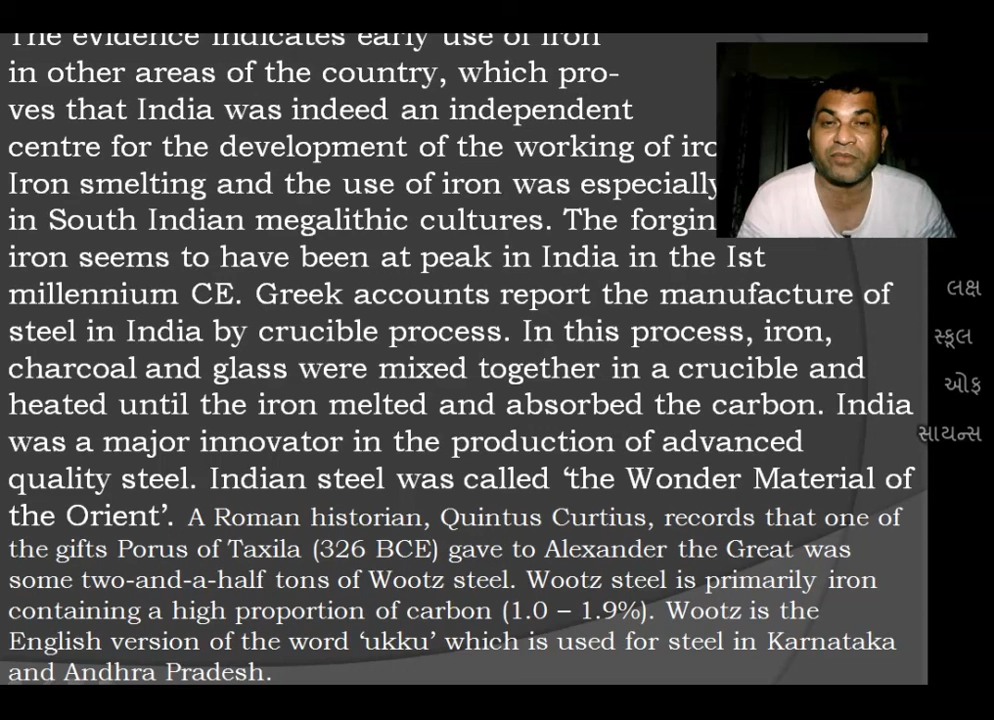 The evidence indicates early use of iron
in other areas of the country, which pro-
ves that India was indeed an independent
centre for the development of the working of
Iron smelting and the use of iron was especially
in South Indian megalithic cultures. The
iron seems to have been at peak in India in the Ist
millennium CE. Greek accounts report the manufacture of
steel in India by crucible process. In this process, iron,
charcoal and glass were mixed together in a crucible and
heated until the iron melted and absorbed the carbon. India
was a major innovator in the production of advanced
quality steel. Indian steel was called ‘the Wonder Material of
the Orient’. A Roman historian, Quintus Curtius, records that one of
the gifts Porus of Taxila (326 BCE) gave to Alexander the Great was
some two-and-a-half tons of Wootz steel. Wootz steel is primarily iron
containing a high proportion of carbon (1.0 – 1.9%). Wootz is the
English version of the word ‘ukku’ which is used for steel in Karnataka
and Andhra Pradesh.
લક્ષ
સ્કૂલ
ઓફ
સાયન્સ